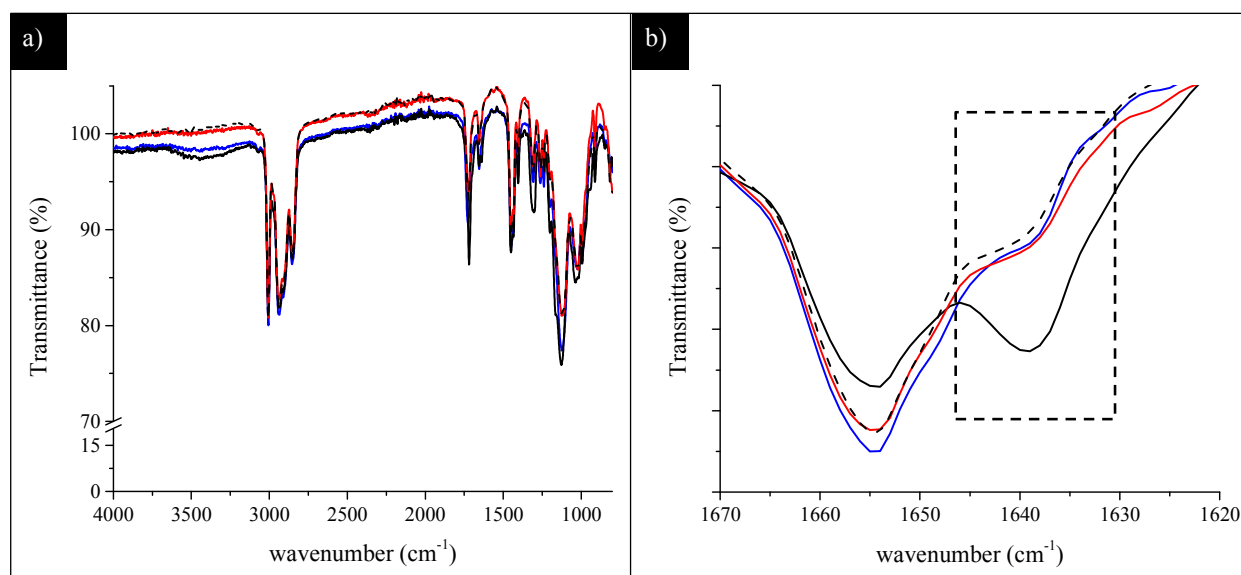 a)
Transmittance (%)
100
90
80
70
15
0
4000 3500 3000 2500 2000 1500 1000
wavenumber (cm⁻¹)
b)
Transmittance (%)
1670 1660 1650 1640 1630 1620
wavenumber (cm⁻¹)